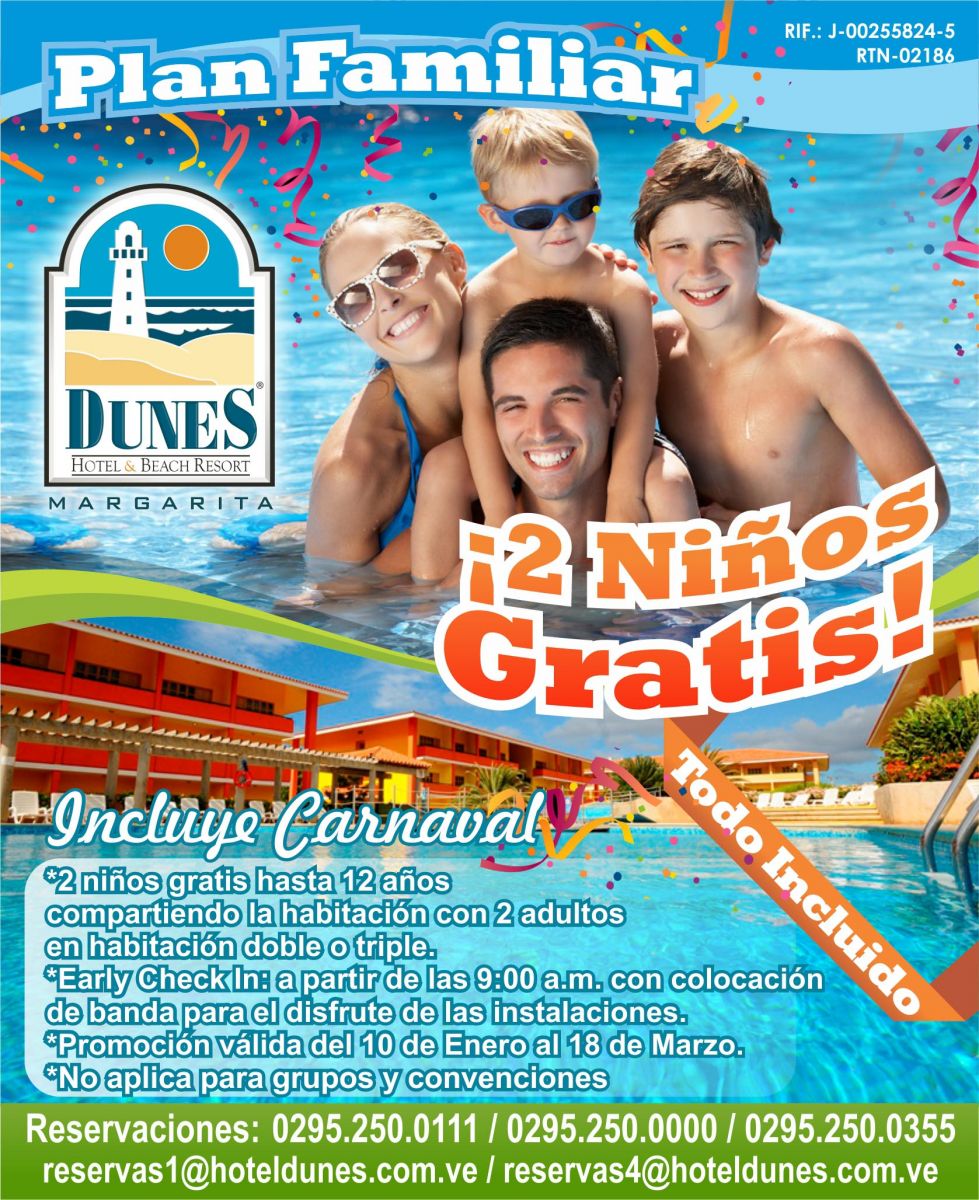 Plan Familiar
RIF.: J-00255824-5
RTN-02186
DUNES®
HOTEL & BEACH RESORT
MARGARITA
¡2 Niños
Gratis!
Todo Incluido
Incluye Carnaval
*2 niños gratis hasta 12 años
compartiendo la habitación con 2 adultos
en habitación doble o triple.
*Early Check In: a partir de las 9:00 a.m. con colocación
de banda para el disfrute de las instalaciones.
*Promoción válida del 10 de Enero al 18 de Marzo.
*No aplica para grupos y convenciones
Reservaciones: 0295.250.0111 / 0295.250.0000 / 0295.250.0355
reservas1@hoteldunes.com.ve / reservas4@hoteldunes.com.ve